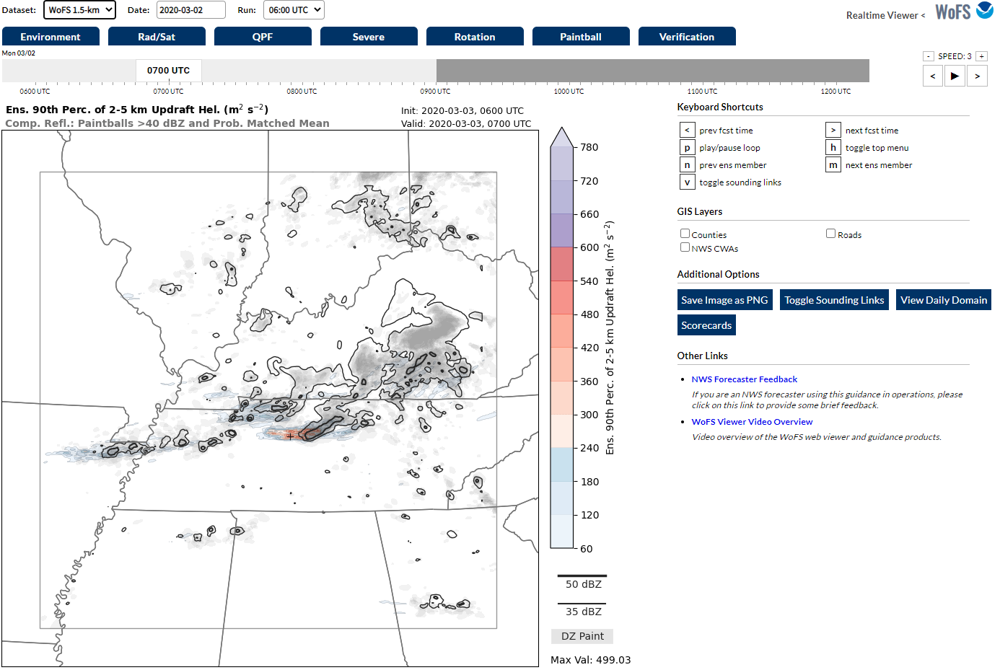 Dataset: WoFS 1.5-km Date: 2020-03-02 Run: 06:00 UTC
Realtime Viewer < WoFS
Environment Rad/Sat QPF Severe Rotation Paintball Verification
Mon 03/02
0700 UTC
0600 UTC 0700 UTC 0800 UTC 0900 UTC 1000 UTC 1100 UTC 1200 UTC
- SPEED: 3 +
< ▶ >
Ens. 90th Perc. of 2-5 km Updraft Hel. (m² s⁻²)
Comp. Refl.: Paintballs >40 dBZ and Prob. Matched Mean
Init: 2020-03-03, 0600 UTC
Valid: 2020-03-03, 0700 UTC
780
720
660
600
540
480
420
360
300
240
180
120
60
Ens. 90th Perc. of 2-5 km Updraft Hel. (m² s⁻²)
50 dBZ
35 dBZ
DZ Paint
Max Val: 499.03
Keyboard Shortcuts
< prev fcst time > next fcst time
p play/pause loop h toggle top menu
n prev ens member m next ens member
v toggle sounding links
GIS Layers
Counties Roads
NWS CWAs
Additional Options
Save Image as PNG Toggle Sounding Links View Daily Domain
Scorecards
Other Links
NWS Forecaster Feedback
If you are an NWS forecaster using this guidance in operations, please
click on this link to provide some brief feedback.
WoFS Viewer Video Overview
Video overview of the WoFS web viewer and guidance products.